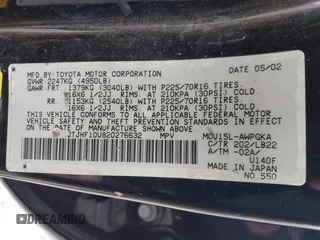 MFD BY:TOYOTA MOTOR CORPORATION DATE 05/02
GVWR 2247KG (4950LB)
GAWR FRT 1379KG (3040LB) WITH P225/70R16 TIRES,
16X6 1/2JJ RIMS, AT 210KPA (30PSI) COLD
RR. 1153KG (2540LB) WITH P225/70R16 TIRES,
16X6 1/2JJ RIMS, AT 210KPA (30PSI) COLD
THIS VEHICLE CONFORMS TO ALL APPLICABLE FEDERAL
MOTOR VEHICLE SAFETY STANDARDS IN EFFECT ON
THE DATE OF MANUFACTURE SHOWN ABOVE.
JTJHF10U820276632 MPV MCU15L-AWPGKA
C/TR 202/LB22
A/TM -02A/
U140F
MADE IN JAPAN
NO.550
AUTOHELPERBOT